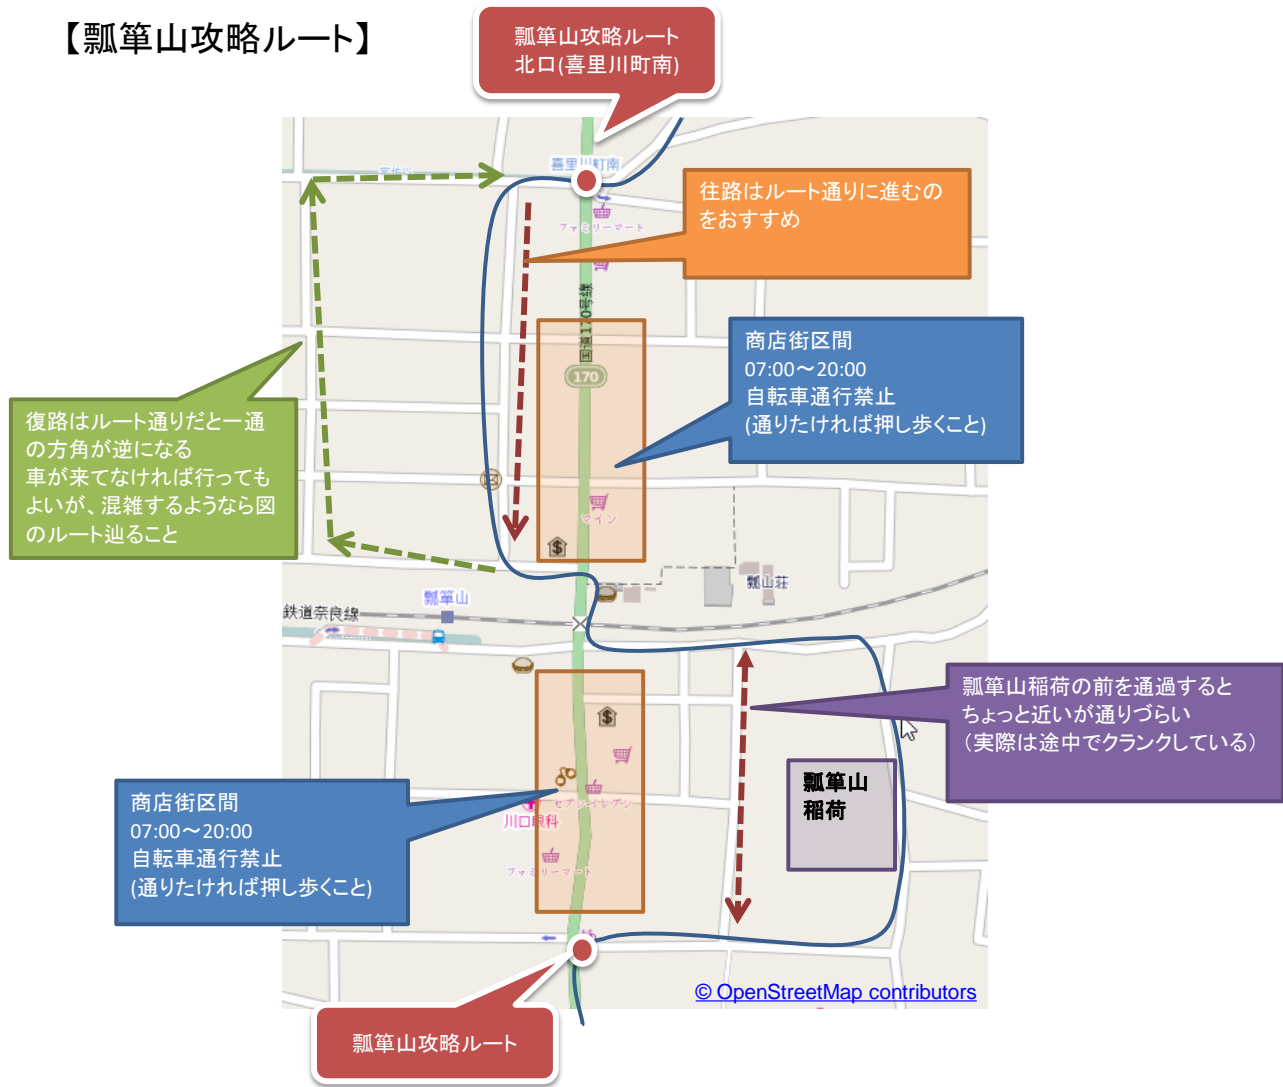 【瓢箪山攻略ルート】
瓢箪山攻略ルート
北口(喜里川町南)
喜里川町南
往路はルート通りに進むの
をおすすめ
ファミリーマート
国道170号線
商店街区間
07:00～20:00
自転車通行禁止
(通りたければ押し歩くこと)
170
復路はルート通りだと一通
の方角が逆になる
車が来てなければ行っても
よいが、混雑するようなら図
のルート辿ること
マイン
瓢山荘
瓢箪山
鉄道奈良線
瓢箪山稲荷の前を通過すると
ちょっと近いが通りづらい
（実際は途中でクランクしている）
瓢箪山
稲荷
商店街区間
07:00～20:00
自転車通行禁止
(通りたければ押し歩くこと)
セブン-イレブン
川口眼科
ファミリーマート
© OpenStreetMap contributors
瓢箪山攻略ルート